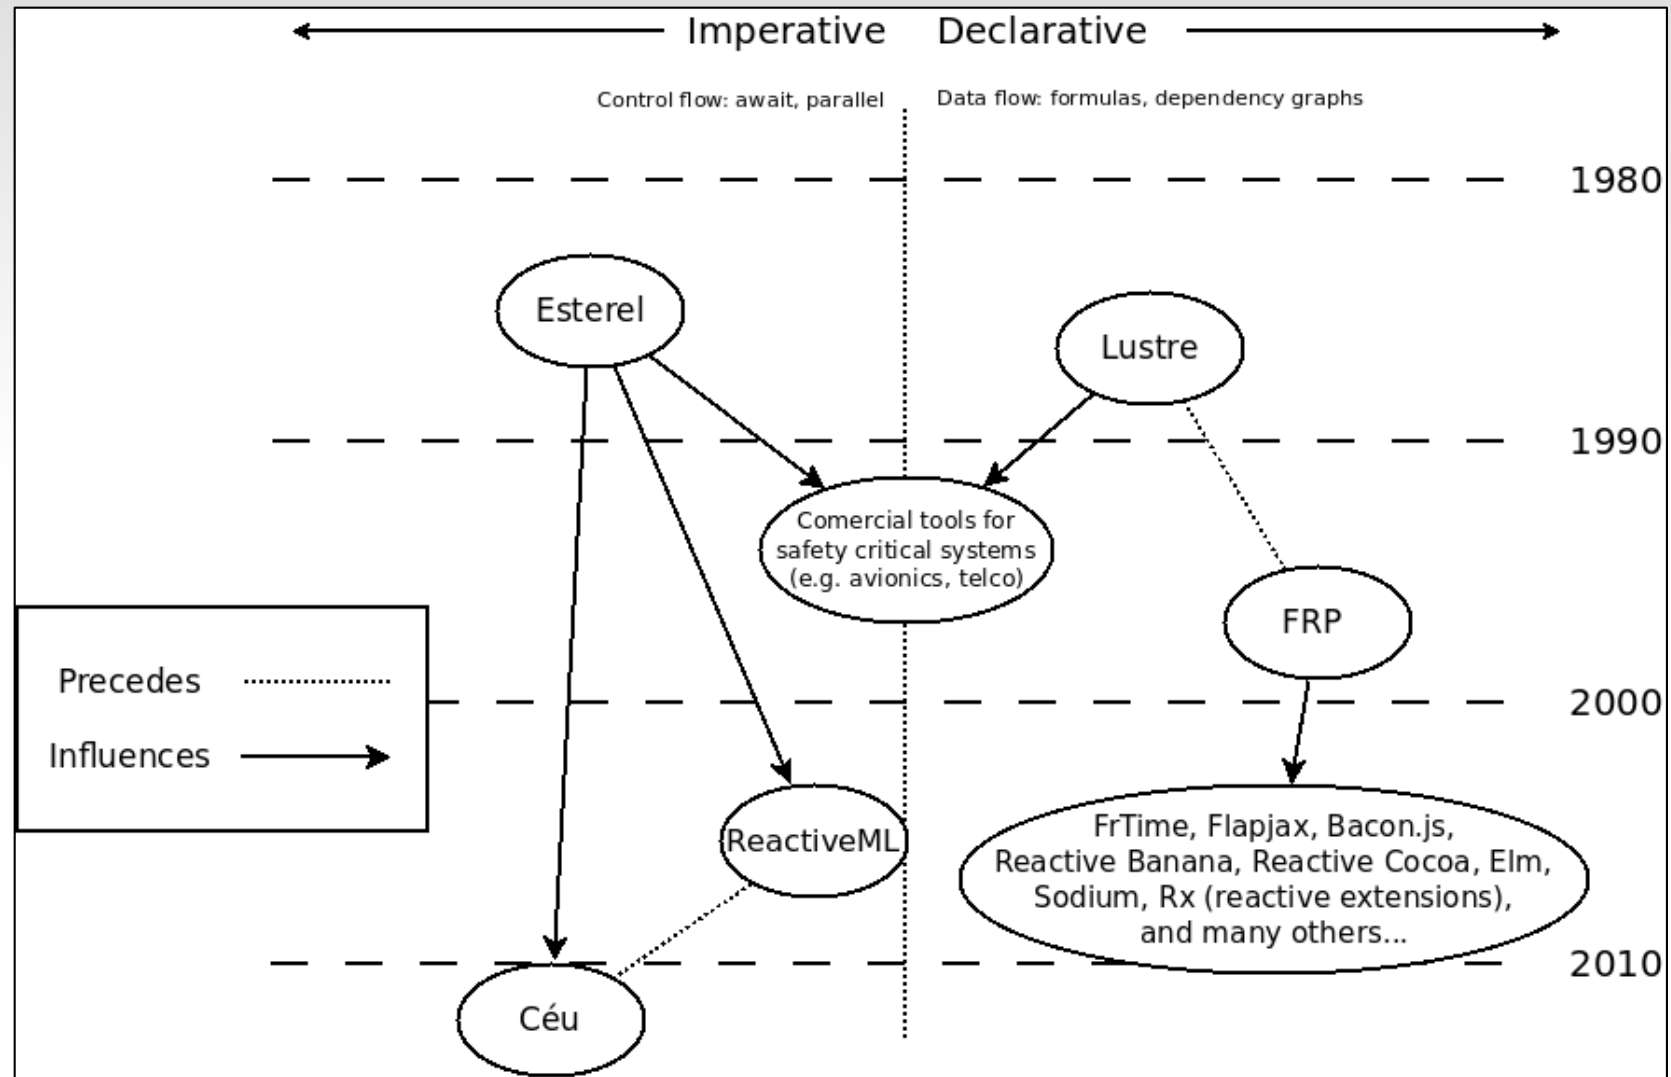 Imperative Declarative
Control flow: await, parallel Data flow: formulas, dependency graphs
1980
Esterel
Lustre
1990
Comercial tools for
safety critical systems
(e.g. avionics, telco)
FRP
Precedes
2000
Influences
FrTime, Flapjax, Bacon.js,
Reactive Banana, Reactive Cocoa, Elm,
Sodium, Rx (reactive extensions),
and many others...
ReactiveML
2010
Céu